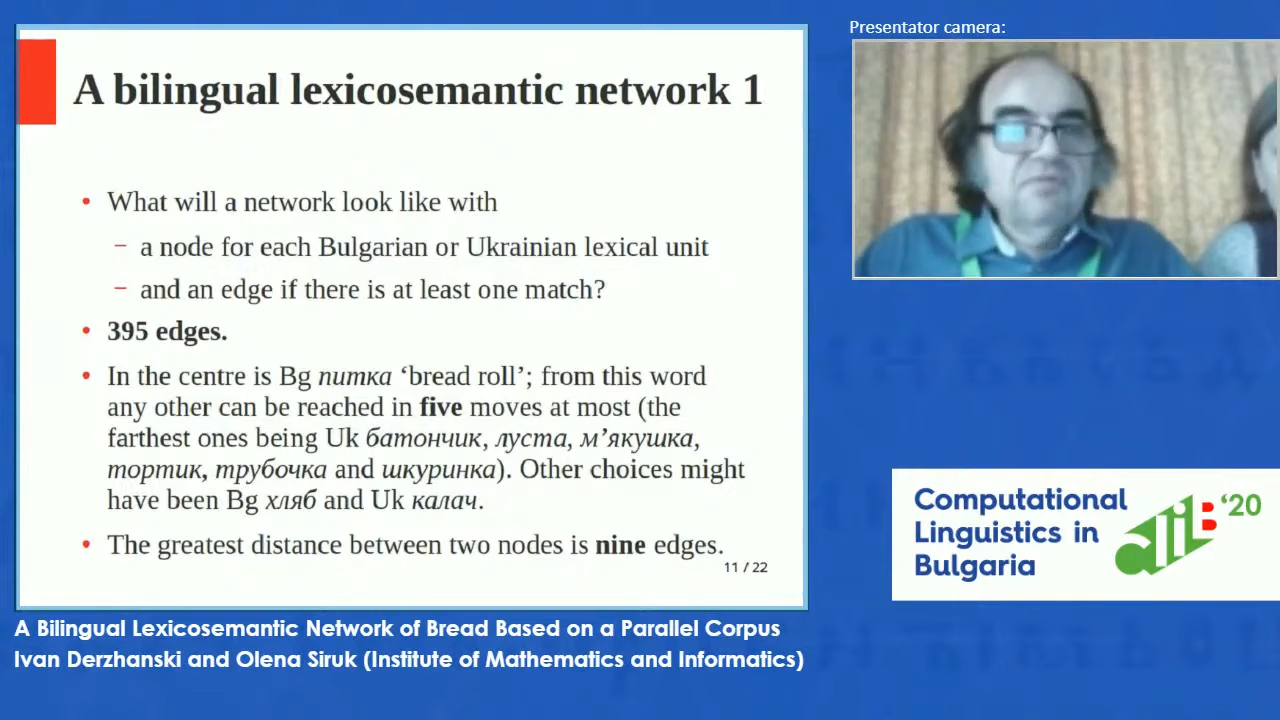 Presentator camera:
A bilingual lexicosemantic network 1
• What will a network look like with
– a node for each Bulgarian or Ukrainian lexical unit
– and an edge if there is at least one match?
• 395 edges.
• In the centre is Bg питка ‘bread roll’; from this word
any other can be reached in five moves at most (the
farthest ones being Uk батончик, луста, м’якушка,
тортик, трубочка and шкуринка). Other choices might
have been Bg хляб and Uk калач.
• The greatest distance between two nodes is nine edges.
11 / 22
Computational
Linguistics in
Bulgaria
cliB ‘20
A Bilingual Lexicosemantic Network of Bread Based on a Parallel Corpus
Ivan Derzhanski and Olena Siruk (Institute of Mathematics and Informatics)